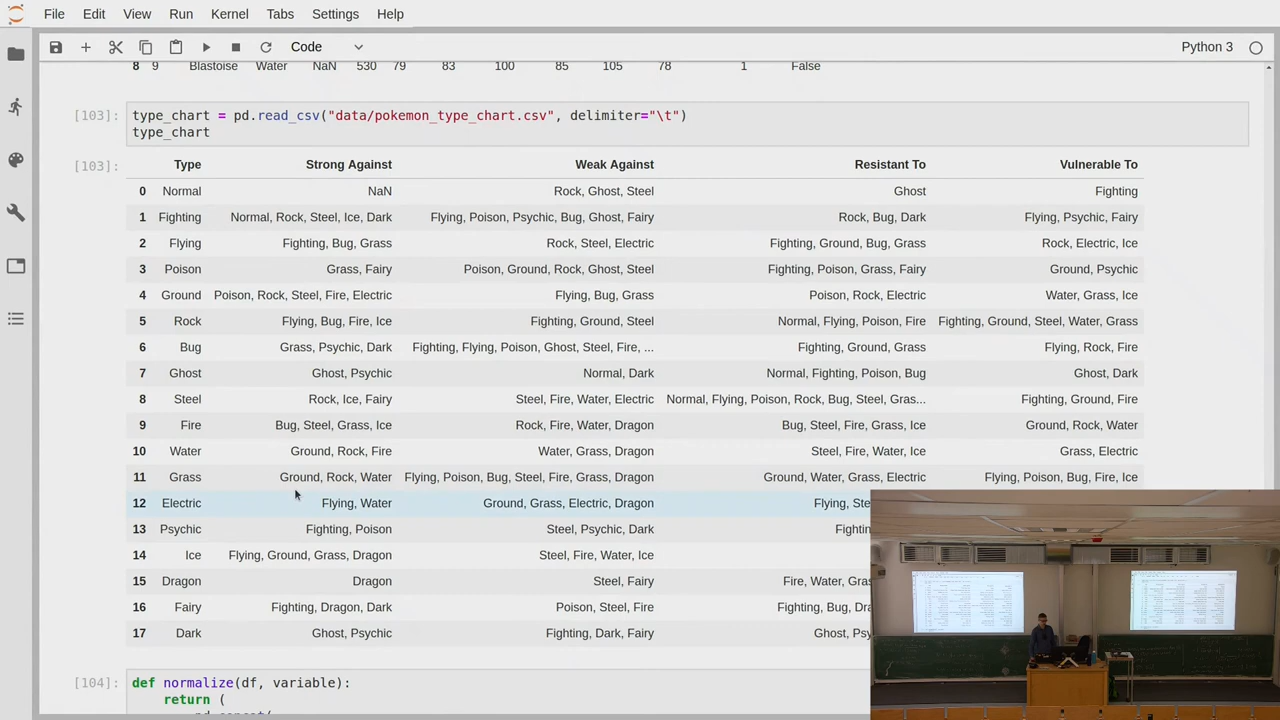 File Edit View Run Kernel Tabs Settings Help
Code Python 3
8 9 Blastoise Water NaN 530 79 83 100 85 105 78 1 False
[103]: type_chart = pd.read_csv("data/pokemon_type_chart.csv", delimiter="\t")
type_chart
[103]: Type Strong Against Weak Against Resistant To Vulnerable To
0 Normal NaN Rock, Ghost, Steel Ghost Fighting
1 Fighting Normal, Rock, Steel, Ice, Dark Flying, Poison, Psychic, Bug, Ghost, Fairy Rock, Bug, Dark Flying, Psychic, Fairy
2 Flying Fighting, Bug, Grass Rock, Steel, Electric Fighting, Ground, Bug, Grass Rock, Electric, Ice
3 Poison Grass, Fairy Poison, Ground, Rock, Ghost, Steel Fighting, Poison, Grass, Fairy Ground, Psychic
4 Ground Poison, Rock, Steel, Fire, Electric Flying, Bug, Grass Poison, Rock, Electric Water, Grass, Ice
5 Rock Flying, Bug, Fire, Ice Fighting, Ground, Steel Normal, Flying, Poison, Fire Fighting, Ground, Steel, Water, Grass
6 Bug Grass, Psychic, Dark Fighting, Flying, Poison, Ghost, Steel, Fire, ... Fighting, Ground, Grass Flying, Rock, Fire
7 Ghost Ghost, Psychic Normal, Dark Normal, Fighting, Poison, Bug Ghost, Dark
8 Steel Rock, Ice, Fairy Steel, Fire, Water, Electric Normal, Flying, Poison, Rock, Bug, Steel, Gras... Fighting, Ground, Fire
9 Fire Bug, Steel, Grass, Ice Rock, Fire, Water, Dragon Bug, Steel, Fire, Grass, Ice Ground, Rock, Water
10 Water Ground, Rock, Fire Water, Grass, Dragon Steel, Fire, Water, Ice Grass, Electric
11 Grass Ground, Rock, Water Flying, Poison, Bug, Steel, Fire, Grass, Dragon Ground, Water, Grass, Electric Flying, Poison, Bug, Fire, Ice
12 Electric Flying, Water Ground, Grass, Electric, Dragon Flying, Ste
13 Psychic Fighting, Poison Steel, Psychic, Dark Fightin
14 Ice Flying, Ground, Grass, Dragon Steel, Fire, Water, Ice
15 Dragon Dragon Steel, Fairy Fire, Water, Gras
16 Fairy Fighting, Dragon, Dark Poison, Steel, Fire Fighting, Bug, Dra
17 Dark Ghost, Psychic Fighting, Dark, Fairy Ghost, Psy
[104]: def normalize(df, variable):
return (
pd.concat(